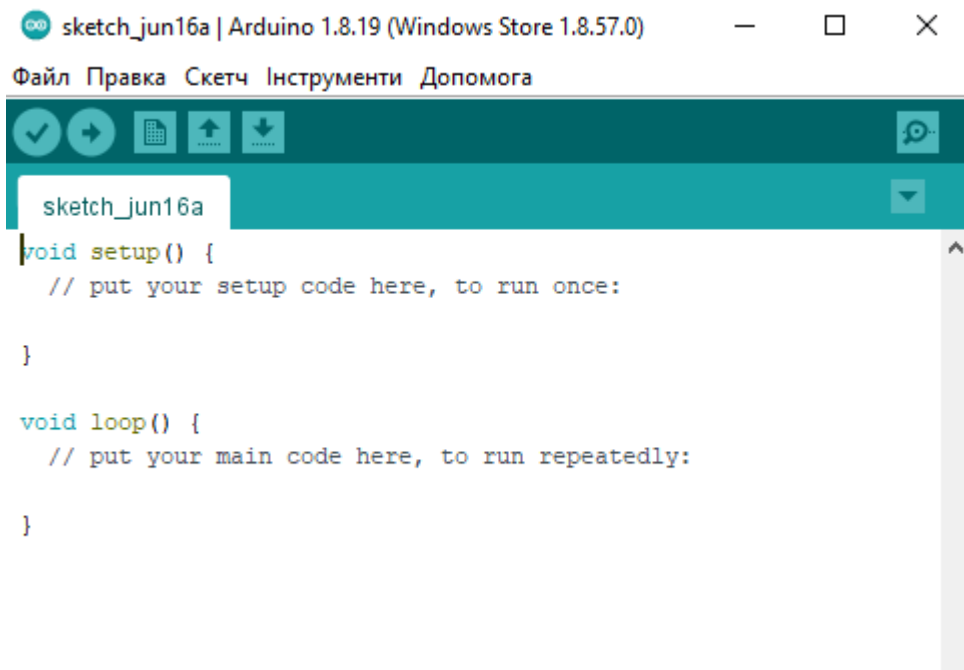 sketch_jun16a | Arduino 1.8.19 (Windows Store 1.8.57.0)
Файл Правка Скетч Інструменти Допомога
sketch_jun16a
void setup() {
  // put your setup code here, to run once:
}
void loop() {
  // put your main code here, to run repeatedly:
}